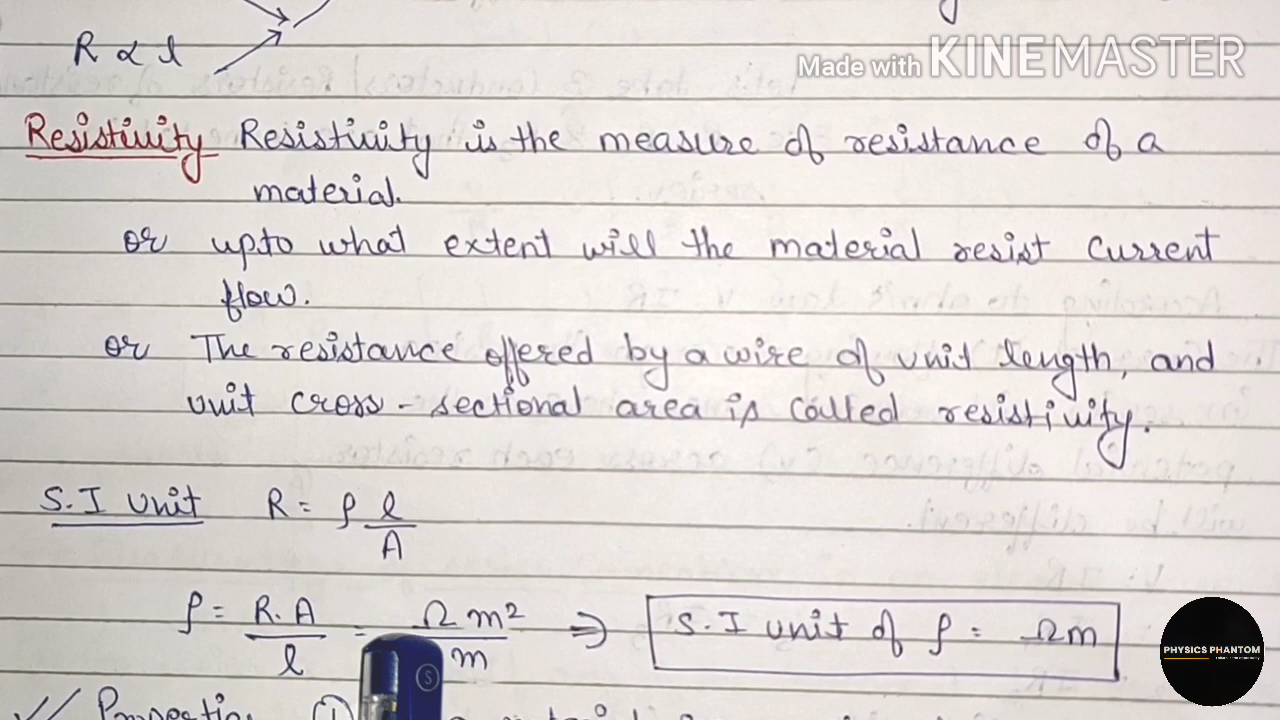 R ∝ l
Made with KINEMASTER
Resistivity Resistivity is the measure of resistance of a
material.
or upto what extent will the material resist current
flow.
or The resistance offered by a wire of unit length, and
unit cross-sectional area is called resistivity.
S.I unit R = ρ l/A
ρ = R.A/l = Ω m²/m ⇒ S.I unit of ρ = Ωm
PHYSICS PHANTOM